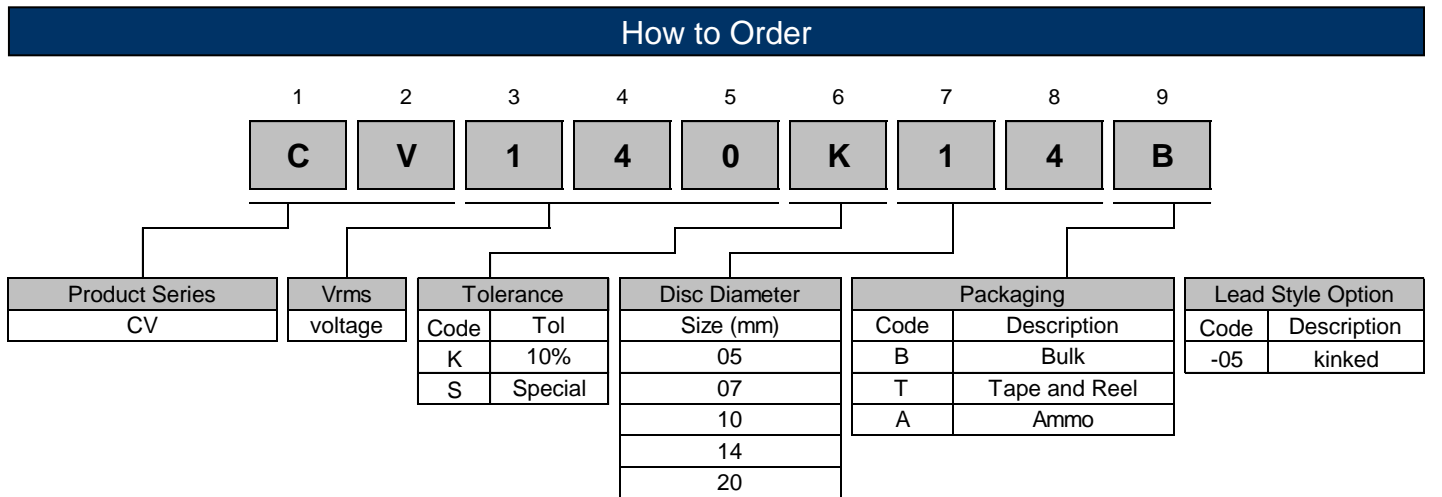 How to Order
1 2 3 4 5 6 7 8 9
C V 1 4 0 K 1 4 B
Product Series Vrms Tolerance Disc Diameter Packaging Lead Style Option
CV voltage Code Tol Size (mm) Code Description Code Description
K 10% 05 B Bulk -05 kinked
S Special 07 T Tape and Reel
10 A Ammo
14
20